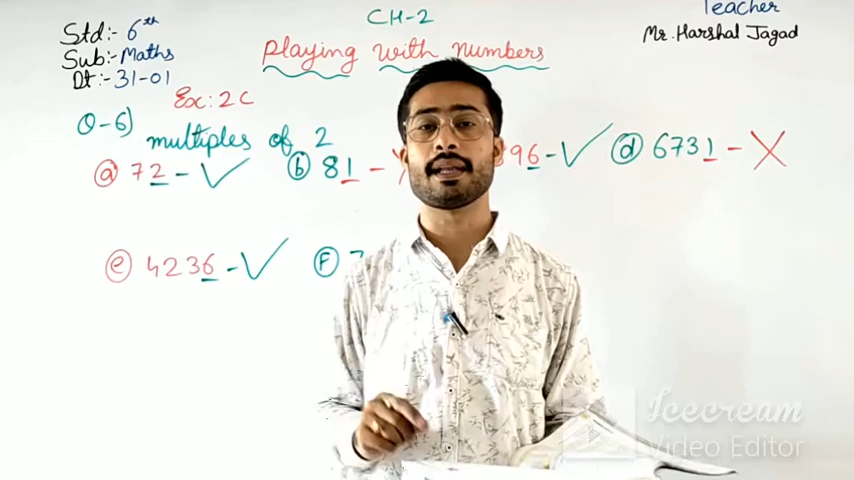 CH-2
Teacher
Std:- 6th
Mr. Harshal Jagad
Sub:- Maths
Playing with Numbers
Dt:- 31-01
Ex: 2C
Q-6) multiples of 2
a 72 - ✓ b 81 - 96 - ✓ d 6731 - X
e 4236 - ✓ F
Icecream
Video Editor